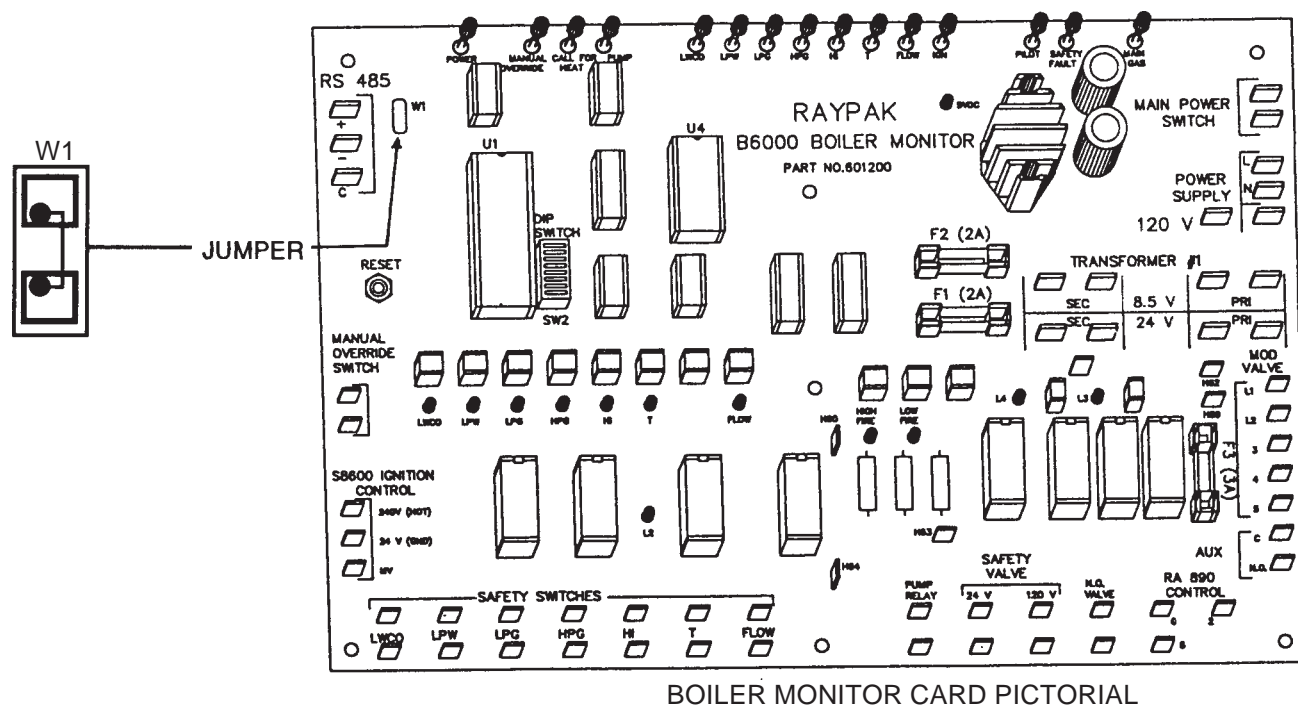 POWER
MANUAL OVERRIDE
CALL FOR HEAT
PUMP
LWCO
LPW
LPG
HPG
HI
T
FLOW
IGN
PILOT
SAFETY FAULT
MAIN GAS
RS 485
+
-
C
W1
W1
JUMPER
RESET
U1
U4
DIP SWITCH
SW2
RAYPAK
B6000 BOILER MONITOR
PART NO.601200
9VDC
MAIN POWER
SWITCH
POWER
SUPPLY
L
N
120 V
F2 (2A)
F1 (2A)
TRANSFORMER #1
SEC 8.5 V PRI
SEC 24 V PRI
MANUAL
OVERRIDE
SWITCH
LWCO
LPW
LPG
HPG
HI
T
FLOW
HIGH FIRE
LOW FIRE
L4
L3
MOD
VALVE
L1
L2
3
4
5
HS2
F3 (3A)
S8600 IGNITION
CONTROL
24 V (GND)
MV
L2
HS3
HS4
C
AUX
N.O.
SAFETY SWITCHES
LWCO
LPW
LPG
HPG
HI
T
FLOW
PUMP
RELAY
SAFETY
VALVE
24 V
120 V
N.O.
VALVE
RA 890
CONTROL
6
2
BOILER MONITOR CARD PICTORIAL